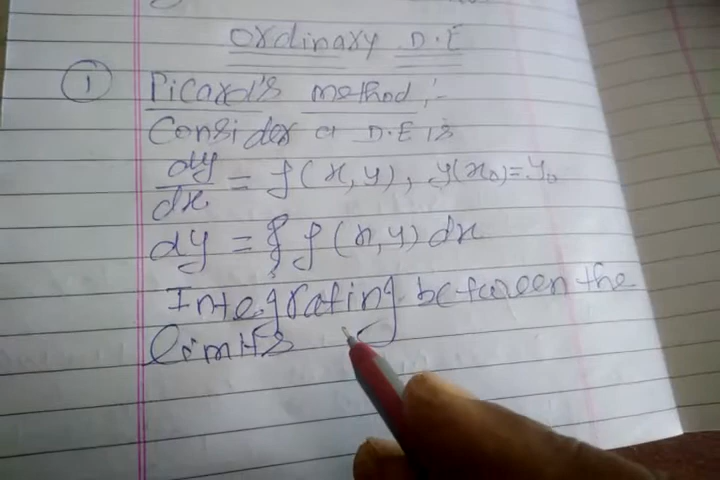 Ordinary D.E
1 Picard's method :-
Consider a D.E is
dy/dx = f(x,y), y(x₀)=y₀
dy = f(x,y) dx
Integrating between the
limits